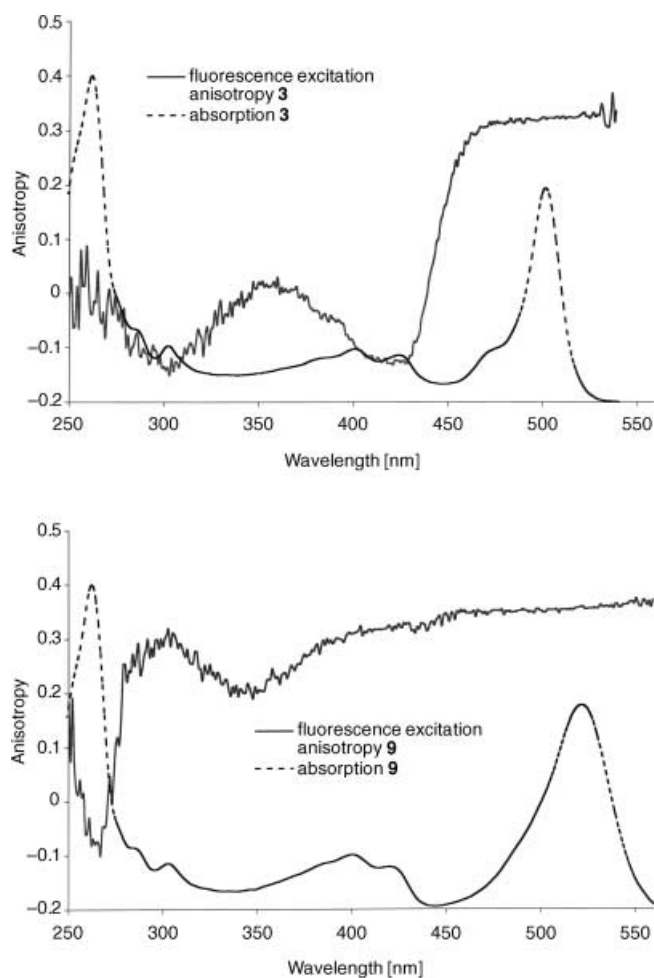 0.5
0.4
0.3
0.2
0.1
0
–0.1
–0.2
Anisotropy
fluorescence excitation
anisotropy 3
absorption 3
250 300 350 400 450 500 550
Wavelength [nm]
0.5
0.4
0.3
0.2
0.1
0
–0.1
–0.2
Anisotropy
fluorescence excitation
anisotropy 9
absorption 9
250 300 350 400 450 500 550
Wavelength [nm]